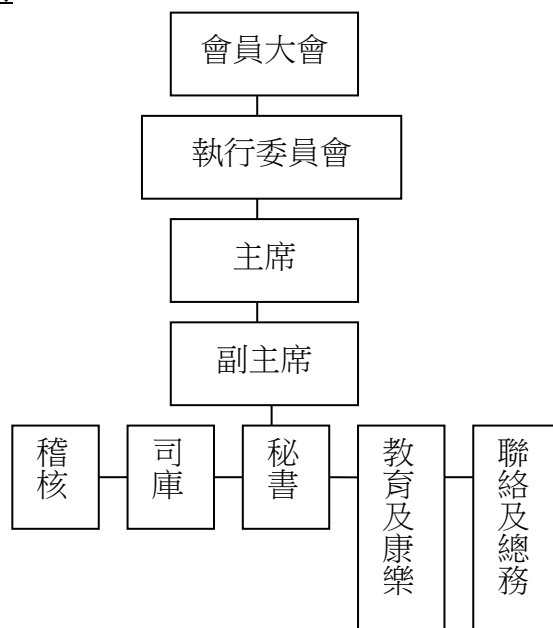 會員大會
執行委員會
主席
副主席
稽核
司庫
秘書
教育及康樂
聯絡及總務